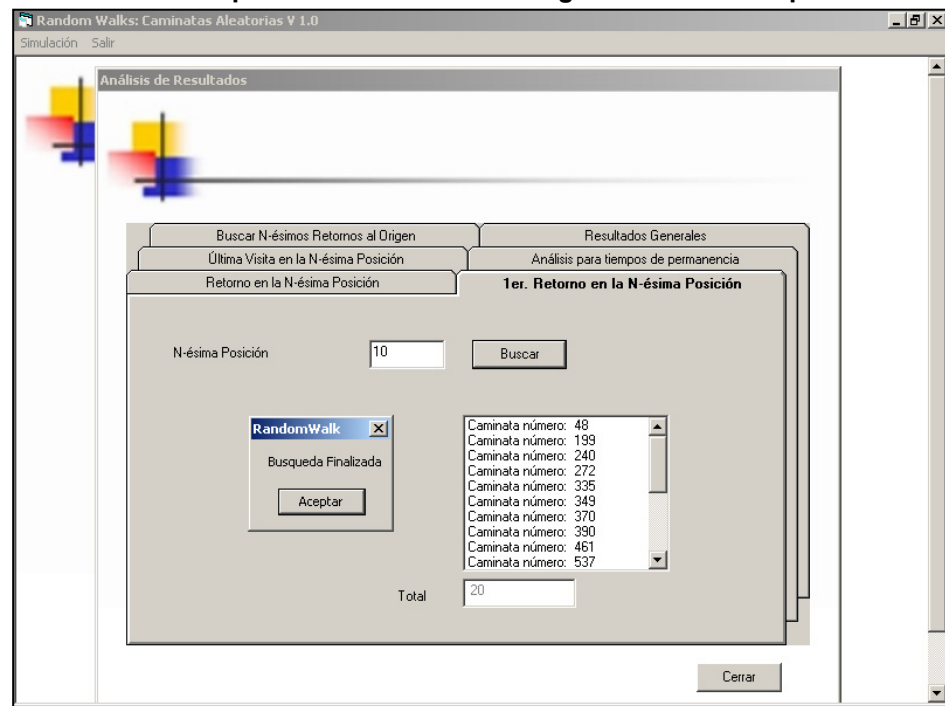 Random Walks: Caminatas Aleatorias V 1.0
Simulación Salir
Análisis de Resultados
Buscar N-ésimos Retornos al Origen Resultados Generales
Última Visita en la N-ésima Posición Análisis para tiempos de permanencia
Retorno en la N-ésima Posición 1er. Retorno en la N-ésima Posición
N-ésima Posición 10 Buscar
RandomWalk
Busqueda Finalizada
Aceptar
Caminata número: 48
Caminata número: 199
Caminata número: 240
Caminata número: 272
Caminata número: 335
Caminata número: 349
Caminata número: 370
Caminata número: 390
Caminata número: 461
Caminata número: 537
Total 20
Cerrar